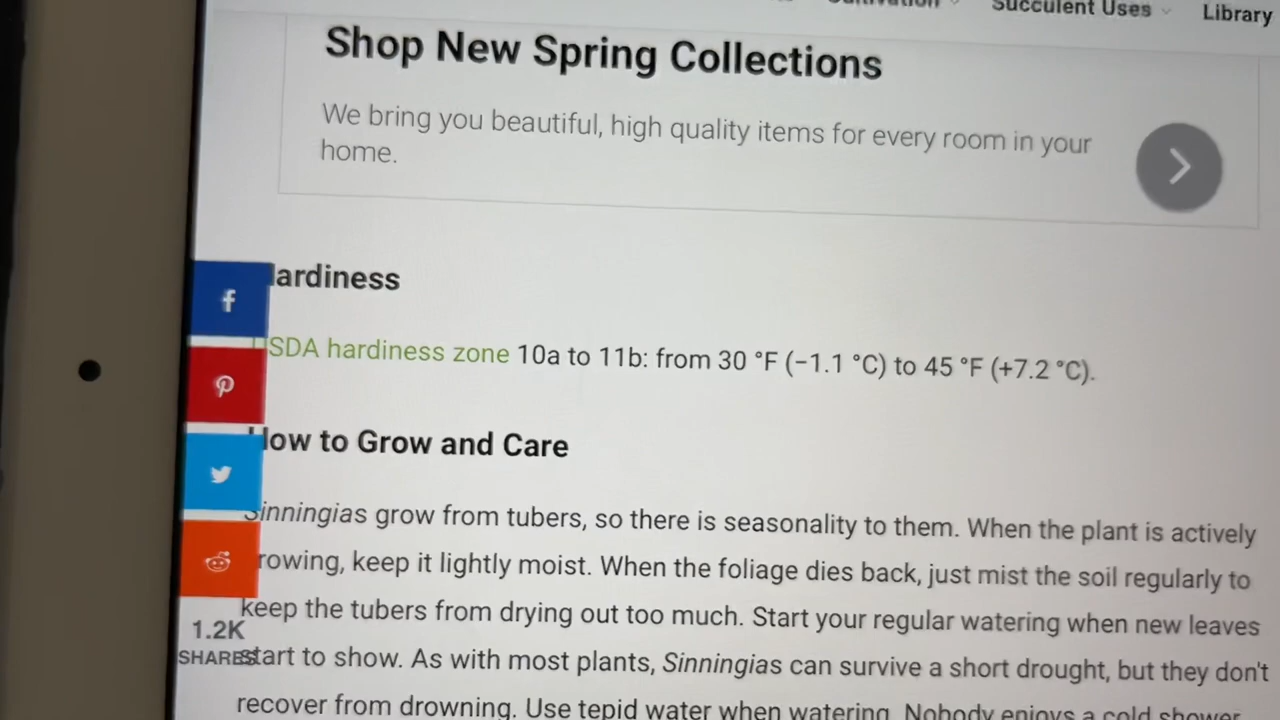 Succulent Uses
Library
Shop New Spring Collections
We bring you beautiful, high quality items for every room in your
home.
ardiness
SDA hardiness zone 10a to 11b: from 30 °F (−1.1 °C) to 45 °F (+7.2 °C).
How to Grow and Care
Sinningias grow from tubers, so there is seasonality to them. When the plant is actively
rowing, keep it lightly moist. When the foliage dies back, just mist the soil regularly to
keep the tubers from drying out too much. Start your regular watering when new leaves
1.2K
SHARES
start to show. As with most plants, Sinningias can survive a short drought, but they don't
recover from drowning. Use tepid water when watering. Nobody enjoys a cold shower